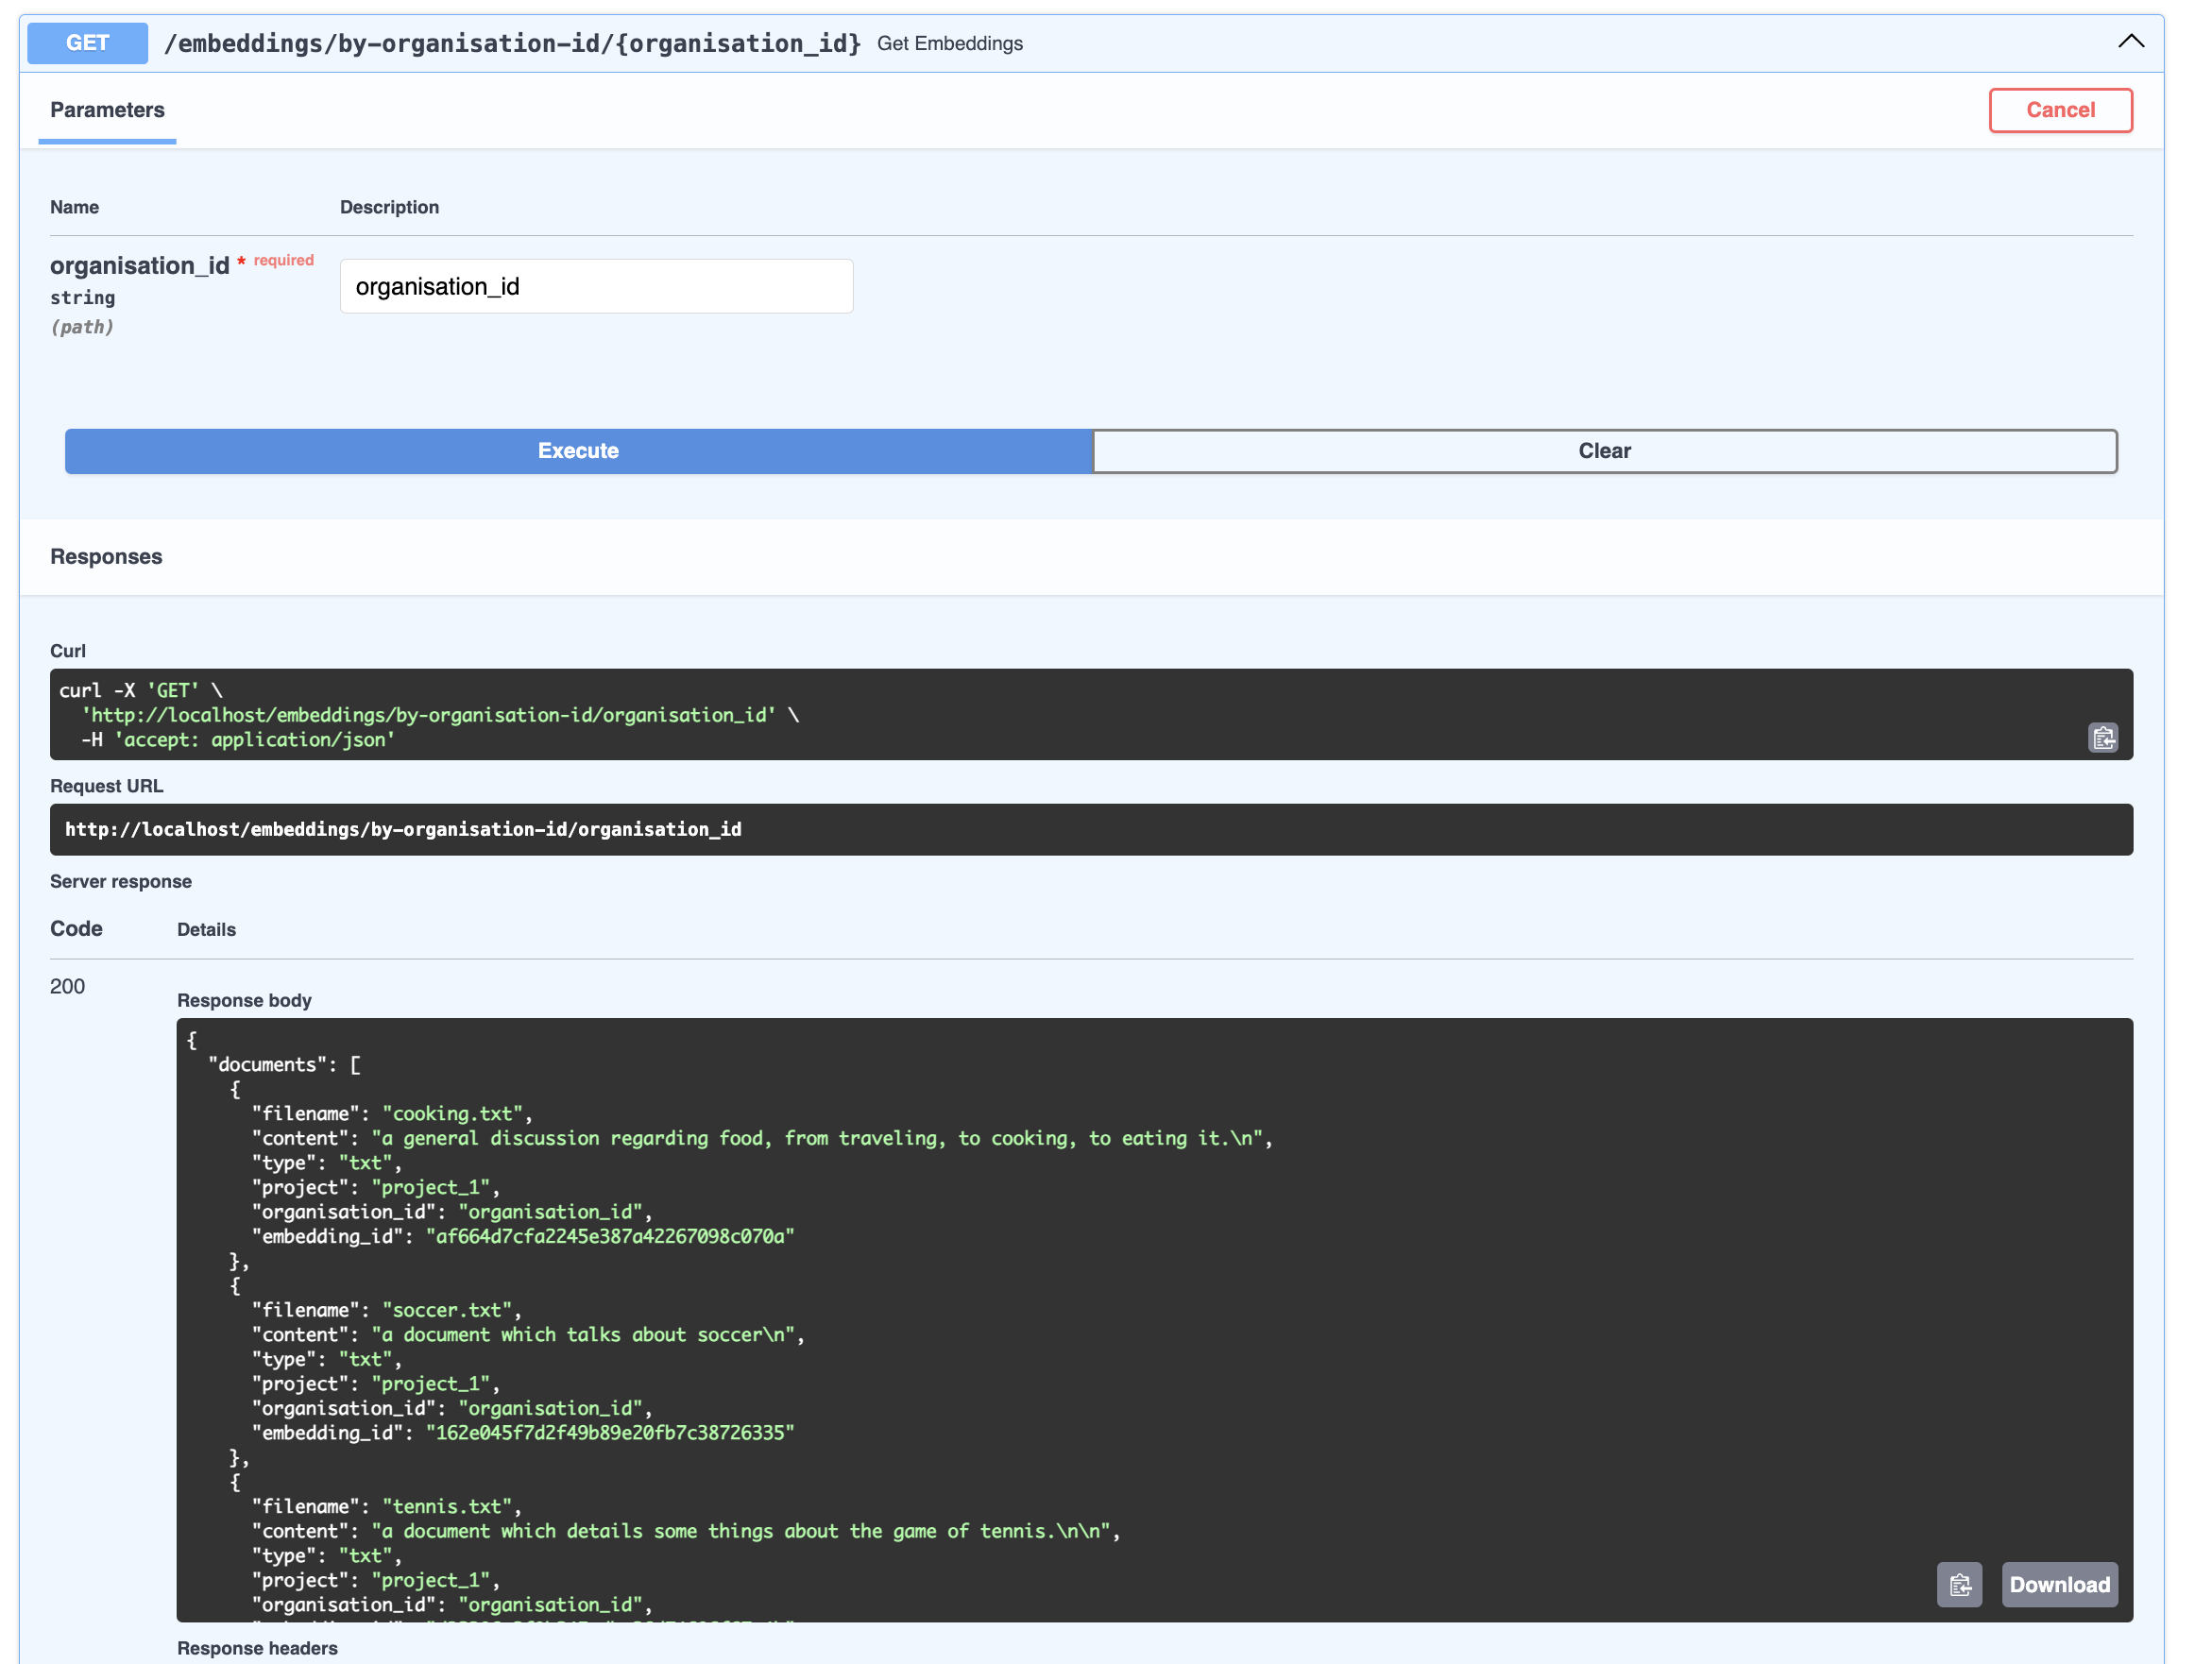 GET /embeddings/by-organisation-id/{organisation_id} Get Embeddings
Parameters
Cancel
Name Description
organisation_id * required
string
(path)
organisation_id
Execute Clear
Responses
Curl
curl -X 'GET' \
  'http://localhost/embeddings/by-organisation-id/organisation_id' \
  -H 'accept: application/json'
Request URL
http://localhost/embeddings/by-organisation-id/organisation_id
Server response
Code Details
200
Response body
{
  "documents": [
    {
      "filename": "cooking.txt",
      "content": "a general discussion regarding food, from traveling, to cooking, to eating it.\n",
      "type": "txt",
      "project": "project_1",
      "organisation_id": "organisation_id",
      "embedding_id": "af664d7cfa2245e387a42267098c070a"
    },
    {
      "filename": "soccer.txt",
      "content": "a document which talks about soccer\n",
      "type": "txt",
      "project": "project_1",
      "organisation_id": "organisation_id",
      "embedding_id": "162e045f7d2f49b89e20fb7c38726335"
    },
    {
      "filename": "tennis.txt",
      "content": "a document which details some things about the game of tennis.\n\n",
      "type": "txt",
      "project": "project_1",
      "organisation_id": "organisation_id",
Download
Response headers